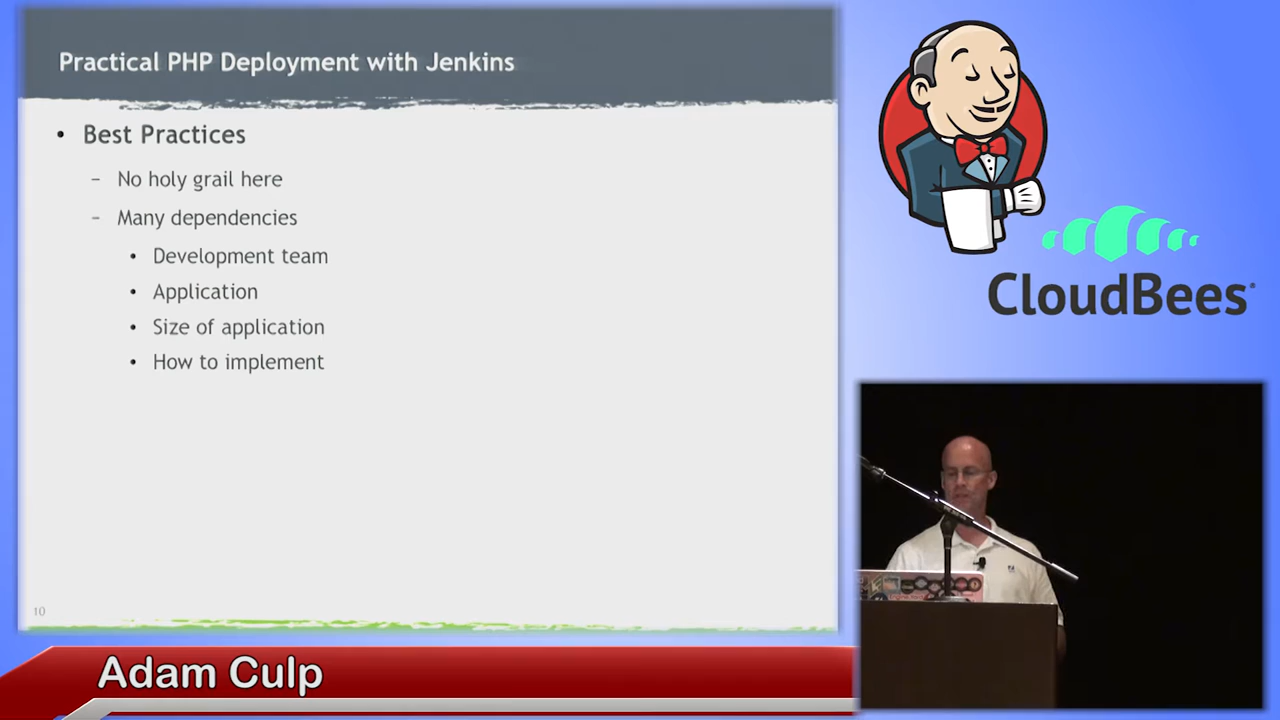 Practical PHP Deployment with Jenkins
• Best Practices
– No holy grail here
– Many dependencies
• Development team
• Application
• Size of application
• How to implement
10
CloudBees
Adam Culp